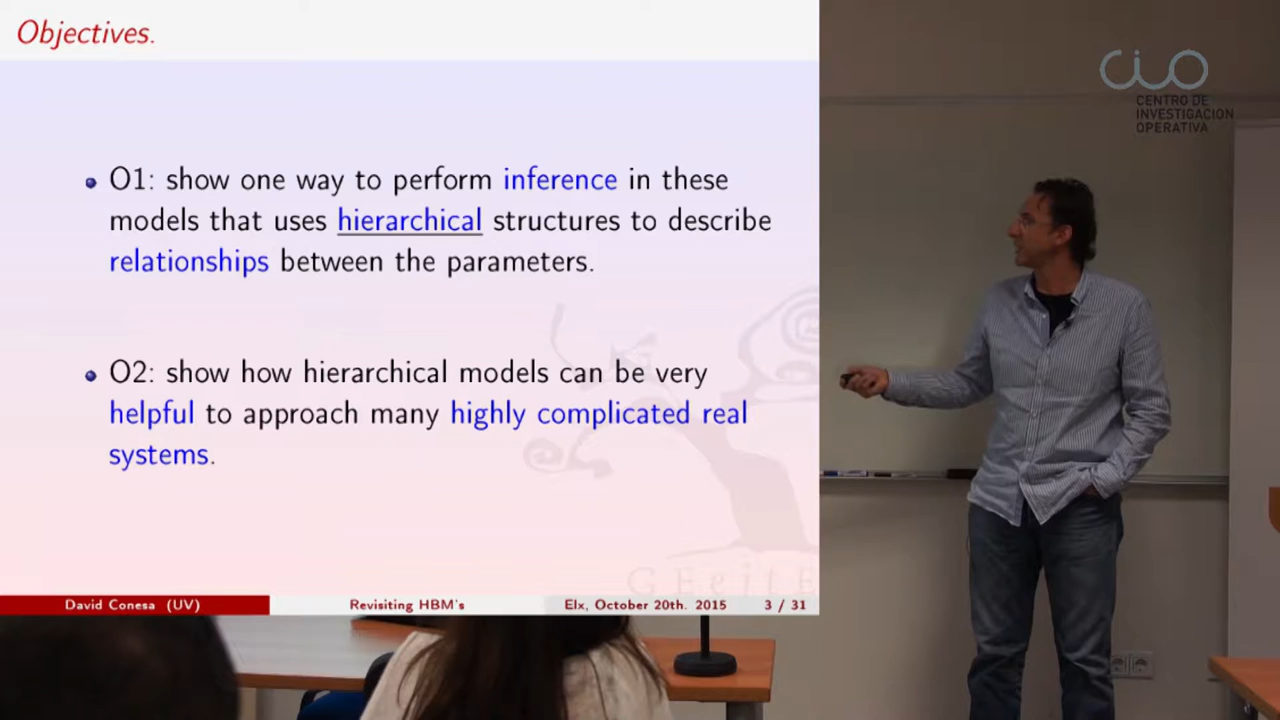 Objectives.
O1: show one way to perform inference in these
models that uses hierarchical structures to describe
relationships between the parameters.
O2: show how hierarchical models can be very
helpful to approach many highly complicated real
systems.
GEeitE
David Conesa (UV) Revisiting HBM's Elx, October 20th. 2015 3 / 31
CIO
CENTRO DE
INVESTIGACION
OPERATIVA